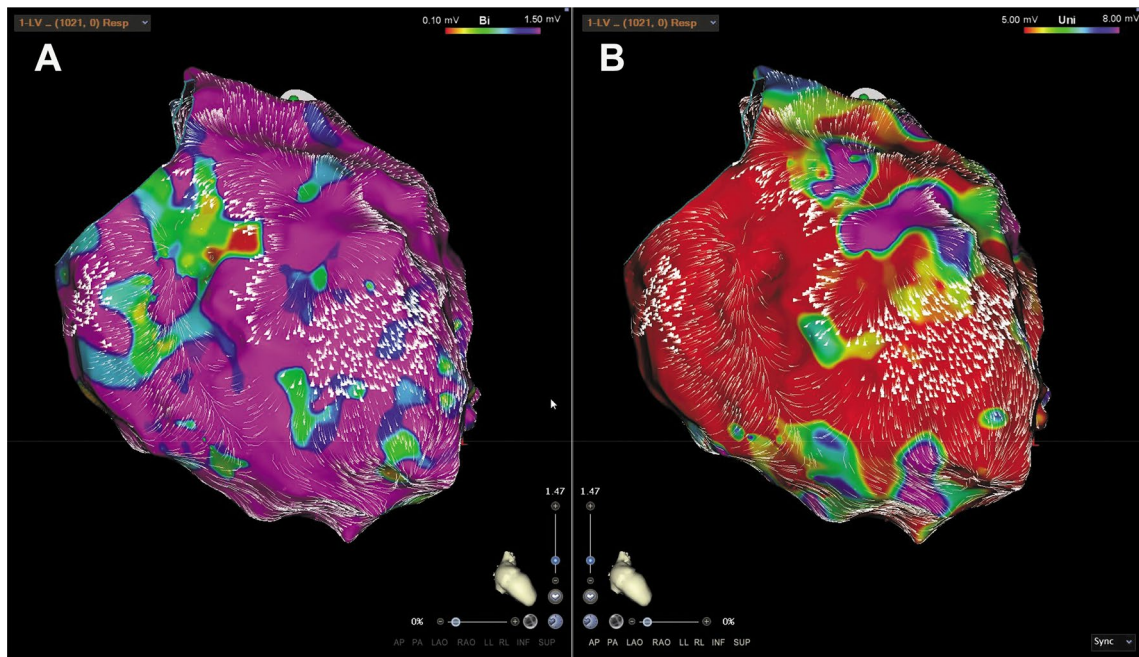 1-LV _ (1021, 0) Resp
0.10 mV Bi 1.50 mV
A
1-LV _ (1021, 0) Resp
5.00 mV Uni 8.00 mV
B
1.47
1.47
0%
0%
AP PA LAO RAO LL RL INF SUP
AP PA LAO RAO LL RL INF SUP
Sync